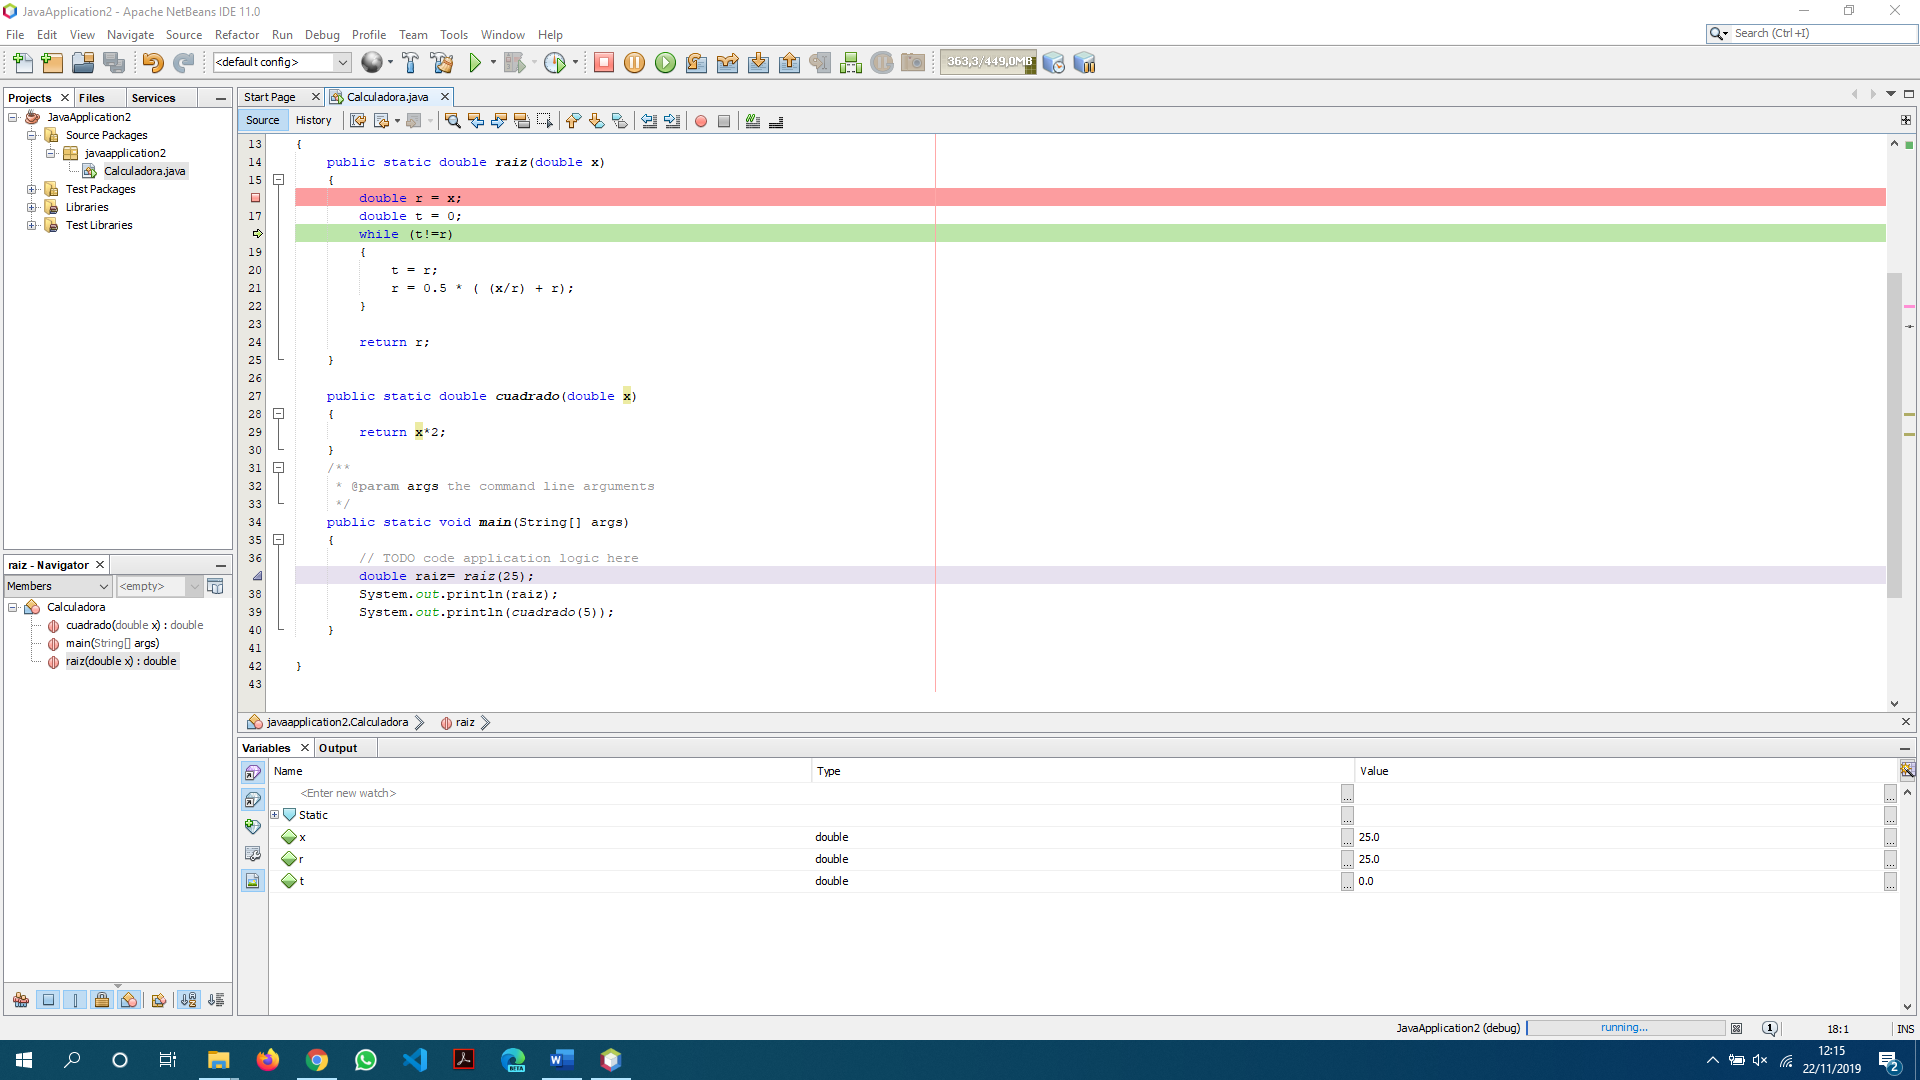 JavaApplication2 - Apache NetBeans IDE 11.0
File Edit View Navigate Source Refactor Run Debug Profile Team Tools Window Help
Search (Ctrl+I)
<default config>
363,3/449,0MB
Projects Files Services
JavaApplication2
Source Packages
javaapplication2
Calculadora.java
Test Packages
Libraries
Test Libraries
Start Page Calculadora.java
Source History
13 {
14 public static double raiz(double x)
15 {
double r = x;
17 double t = 0;
while (t!=r)
19 {
20 t = r;
21 r = 0.5 * ( (x/r) + r);
22 }
23
24 return r;
25 }
26
27 public static double cuadrado(double x)
28 {
29 return x*2;
30 }
31 /**
32 * @param args the command line arguments
33 */
34 public static void main(String[] args)
35 {
36 // TODO code application logic here
double raiz= raiz(25);
38 System.out.println(raiz);
39 System.out.println(cuadrado(5));
40 }
41
42 }
43
javaapplication2.Calculadora raiz
raiz - Navigator
Members <empty>
Calculadora
cuadrado(double x) : double
main(String[] args)
raiz(double x) : double
Variables Output
Name Type Value
<Enter new watch>
Static
x double 25.0
r double 25.0
t double 0.0
JavaApplication2 (debug) running... 1 18:1 INS
12:15
22/11/2019
2